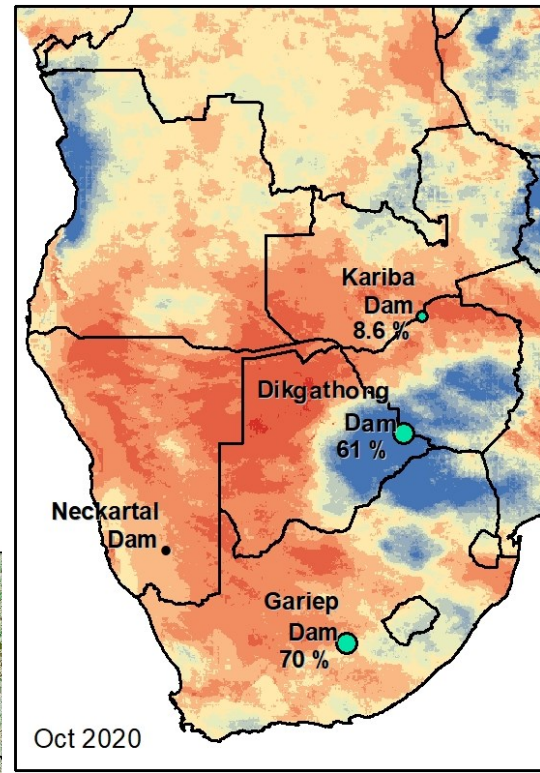 Kariba
Dam
8.6 %
Dikgathong
Dam
61 %
Neckartal
Dam
Gariep
Dam
70 %
Oct 2020